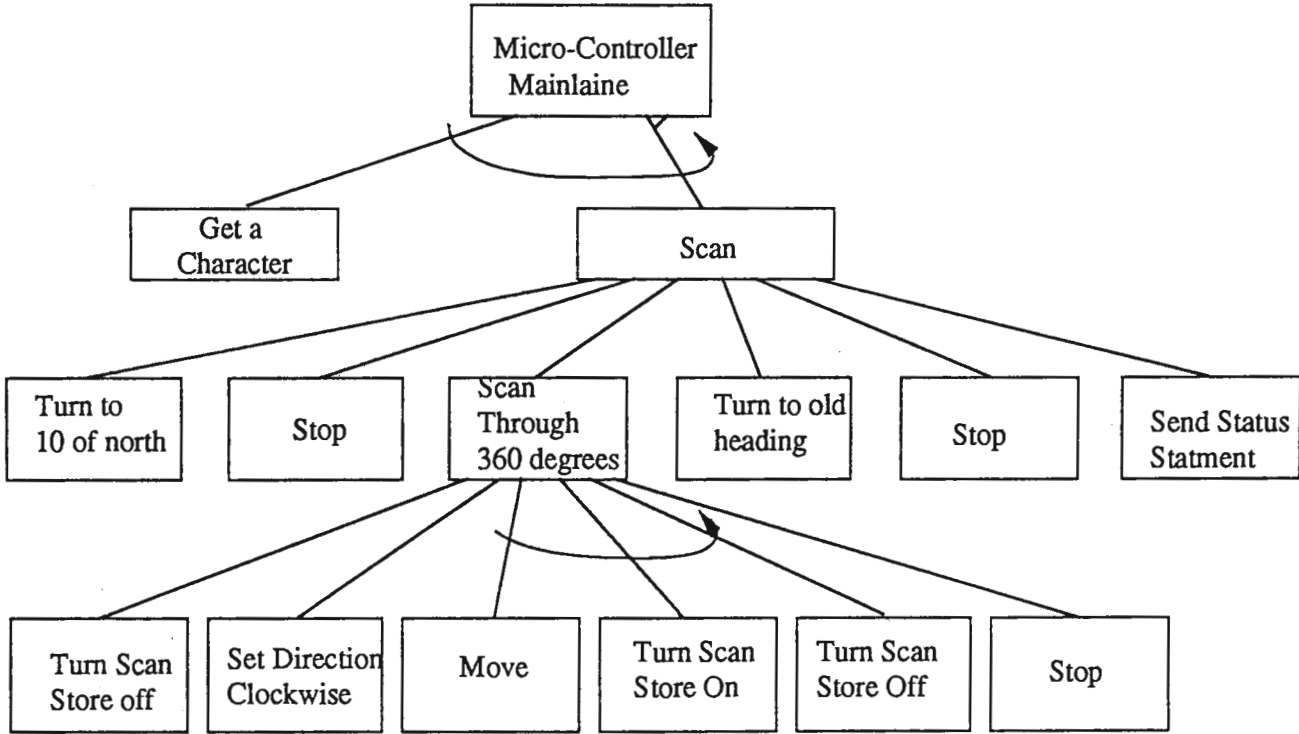 Micro-Controller
Mainlaine
Get a
Character
Scan
Turn to
10 of north
Stop
Scan
Through
360 degrees
Turn to old
heading
Stop
Send Status
Statment
Turn Scan
Store off
Set Direction
Clockwise
Move
Turn Scan
Store On
Turn Scan
Store Off
Stop